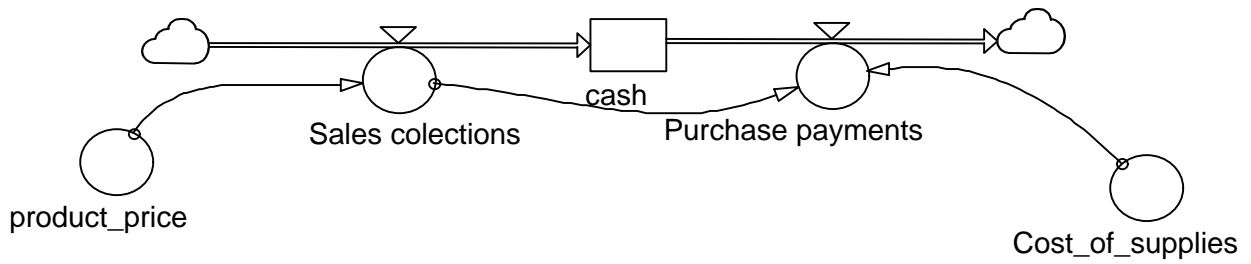 cash
Sales colections
Purchase payments
product_price
Cost_of_supplies